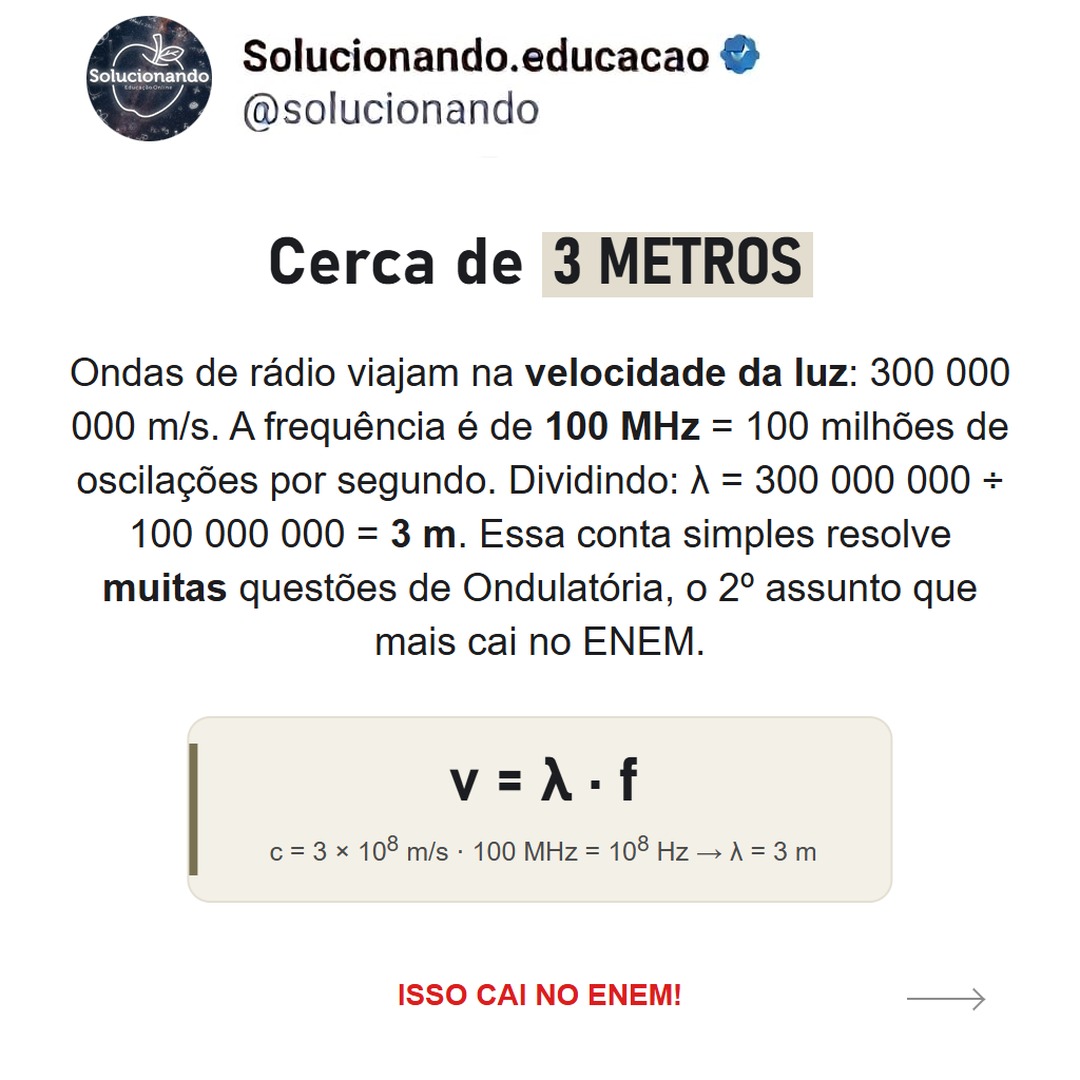 Solucionando
Educação Online
Solucionando.educacao
@solucionando
Cerca de 3 METROS
Ondas de rádio viajam na velocidade da luz: 300 000
000 m/s. A frequência é de 100 MHz = 100 milhões de
oscilações por segundo. Dividindo: λ = 300 000 000 ÷
100 000 000 = 3 m. Essa conta simples resolve
muitas questões de Ondulatória, o 2º assunto que
mais cai no ENEM.
v = λ · f
c = 3 × 10⁸ m/s · 100 MHz = 10⁸ Hz → λ = 3 m
ISSO CAI NO ENEM!